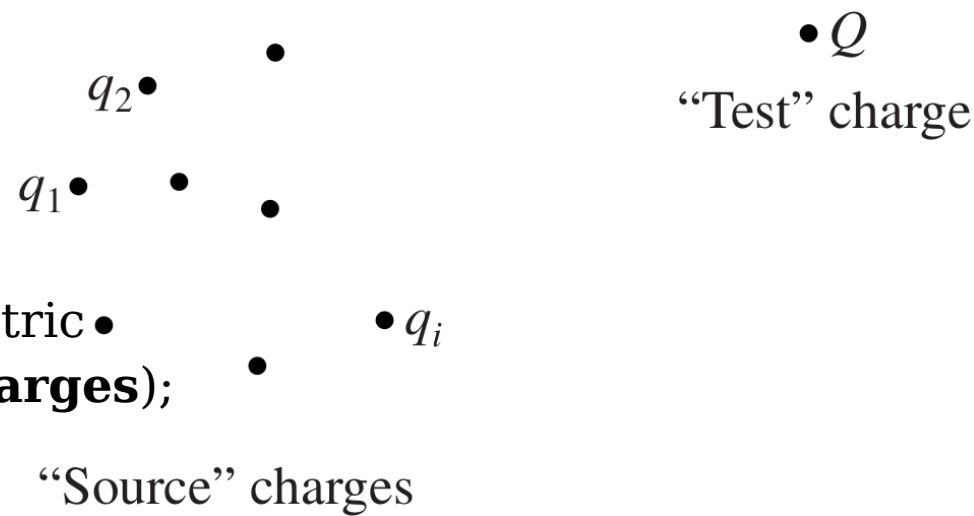 Q
q₂
“Test” charge
q₁
tric
qᵢ
arges);
“Source” charges